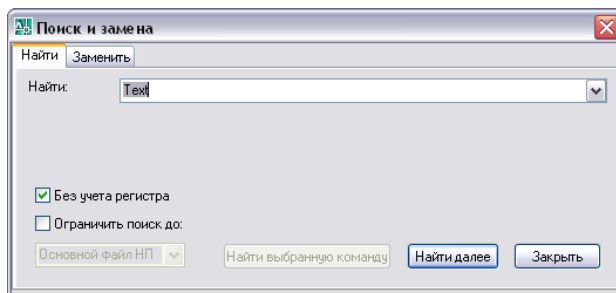 Поиск и замена
Найти Заменить
Найти: Text
Без учета регистра
Ограничить поиск до:
Основной файл НП Найти выбранную команду Найти далее Закрыть